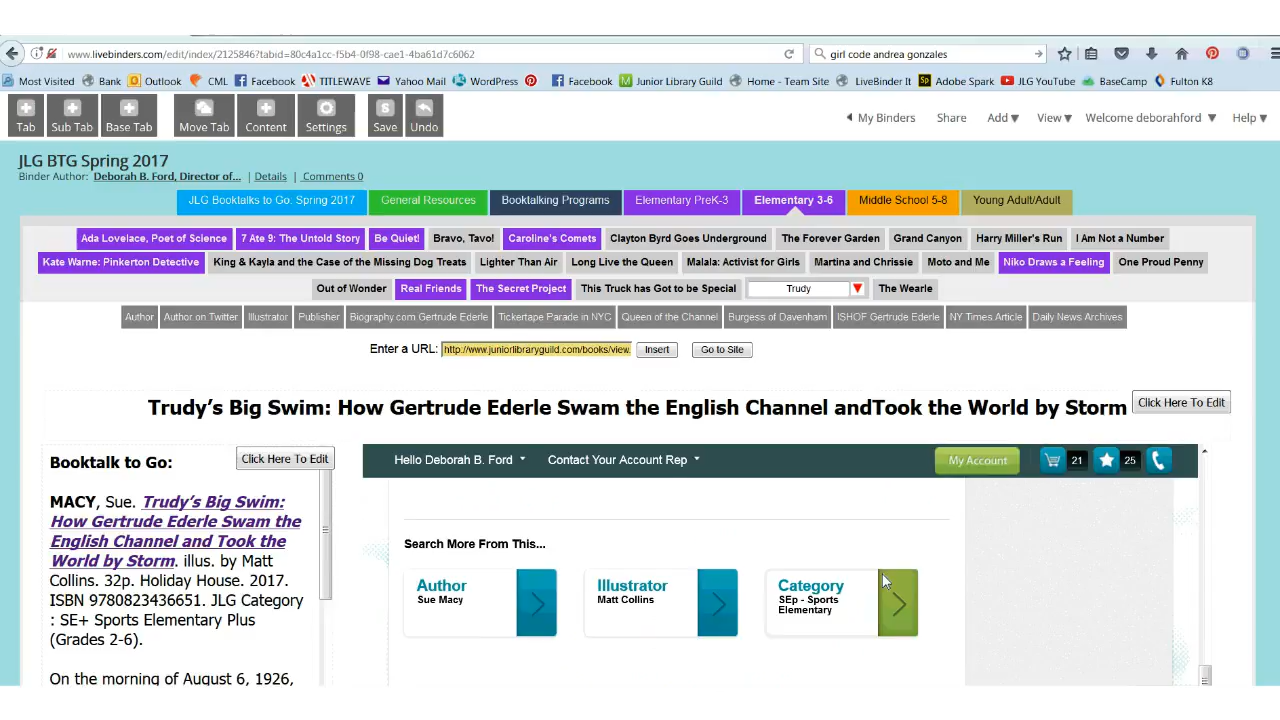 www.livebinders.com/edit/index/2125846?tabid=80c4a1cc-f5b4-0f98-cae1-4ba61d7c6062
girl code andrea gonzales
Most Visited Bank Outlook CML Facebook TITLEWAVE Yahoo Mail WordPress Facebook Junior Library Guild Home - Team Site LiveBinder It Adobe Spark JLG YouTube BaseCamp Fulton K8
Tab Sub Tab Base Tab Move Tab Content Settings Save Undo
My Binders Share Add View Welcome deborahford Help
JLG BTG Spring 2017
Binder Author: Deborah B. Ford, Director of... | Details | Comments 0
JLG Booktalks to Go: Spring 2017 General Resources Booktalking Programs Elementary PreK-3 Elementary 3-6 Middle School 5-8 Young Adult/Adult
Ada Lovelace, Poet of Science 7 Ate 9: The Untold Story Be Quiet! Bravo, Tavo! Caroline's Comets Clayton Byrd Goes Underground The Forever Garden Grand Canyon Harry Miller's Run I Am Not a Number
Kate Warne: Pinkerton Detective King & Kayla and the Case of the Missing Dog Treats Lighter Than Air Long Live the Queen Malala: Activist for Girls Martina and Chrissie Moto and Me Niko Draws a Feeling One Proud Penny
Out of Wonder Real Friends The Secret Project This Truck has Got to be Special Trudy The Wearle
Author Author on Twitter Illustrator Publisher Biography.com Gertrude Ederle Tickertape Parade in NYC Queen of the Channel Burgess of Davenham ISHOF Gertrude Ederle NY Times Article Daily News Archives
Enter a URL: http://www.juniorlibraryguild.com/books/view. Insert Go to Site
Trudy's Big Swim: How Gertrude Ederle Swam the English Channel andTook the World by Storm Click Here To Edit
Booktalk to Go: Click Here To Edit
MACY, Sue. Trudy's Big Swim:
How Gertrude Ederle Swam the
English Channel and Took the
World by Storm. illus. by Matt
Collins. 32p. Holiday House. 2017.
ISBN 9780823436651. JLG Category
: SE+ Sports Elementary Plus
(Grades 2-6).
On the morning of August 6, 1926,
Hello Deborah B. Ford Contact Your Account Rep My Account 21 25
Search More From This...
Author
Sue Macy
Illustrator
Matt Collins
Category
SEp - Sports
Elementary